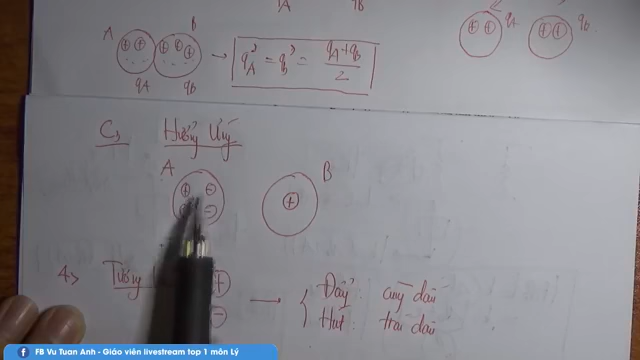 qA qB
A B
qA qB
q'A = q'B = qA+qB / 2
qA qB
C, Hưởng Ứng
A B
4> Tương
Đẩy : cùng dấu
Hút : trái dấu
FB Vu Tuan Anh - Giáo viên livestream top 1 môn Lý